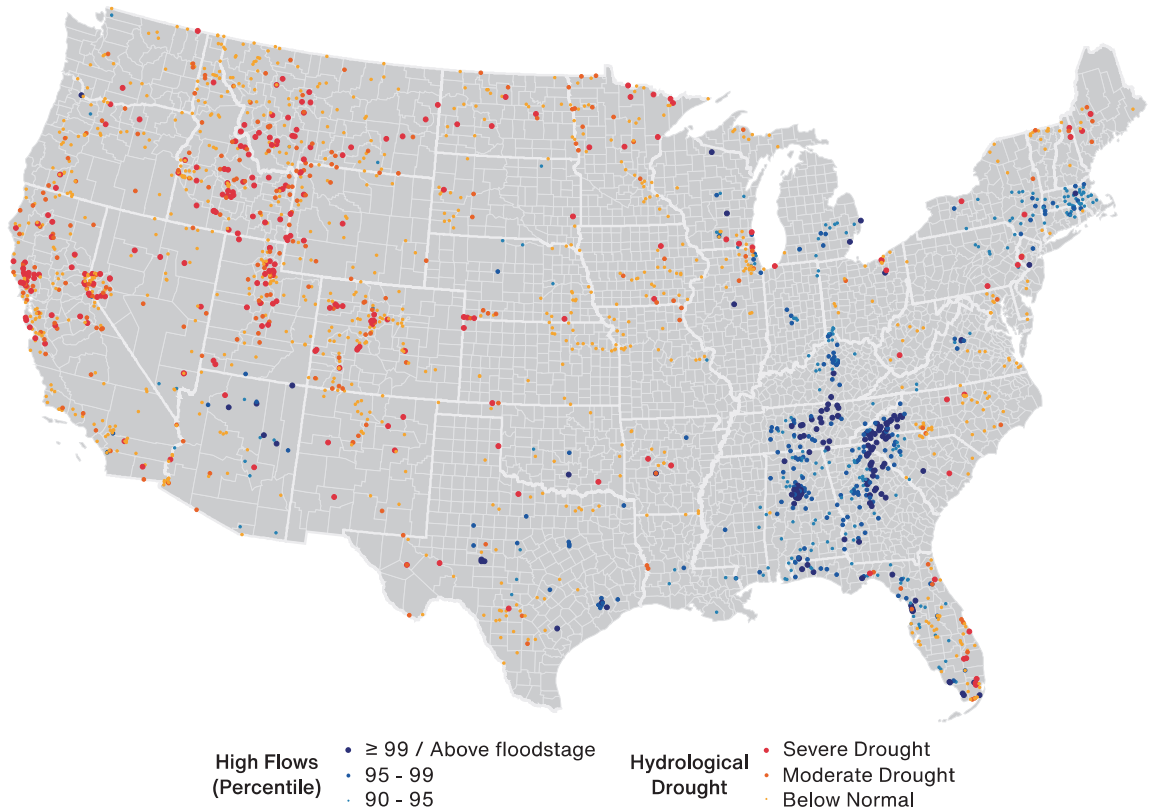 High Flows
(Percentile)
≥ 99 / Above floodstage
95 - 99
90 - 95
Hydrological
Drought
Severe Drought
Moderate Drought
Below Normal